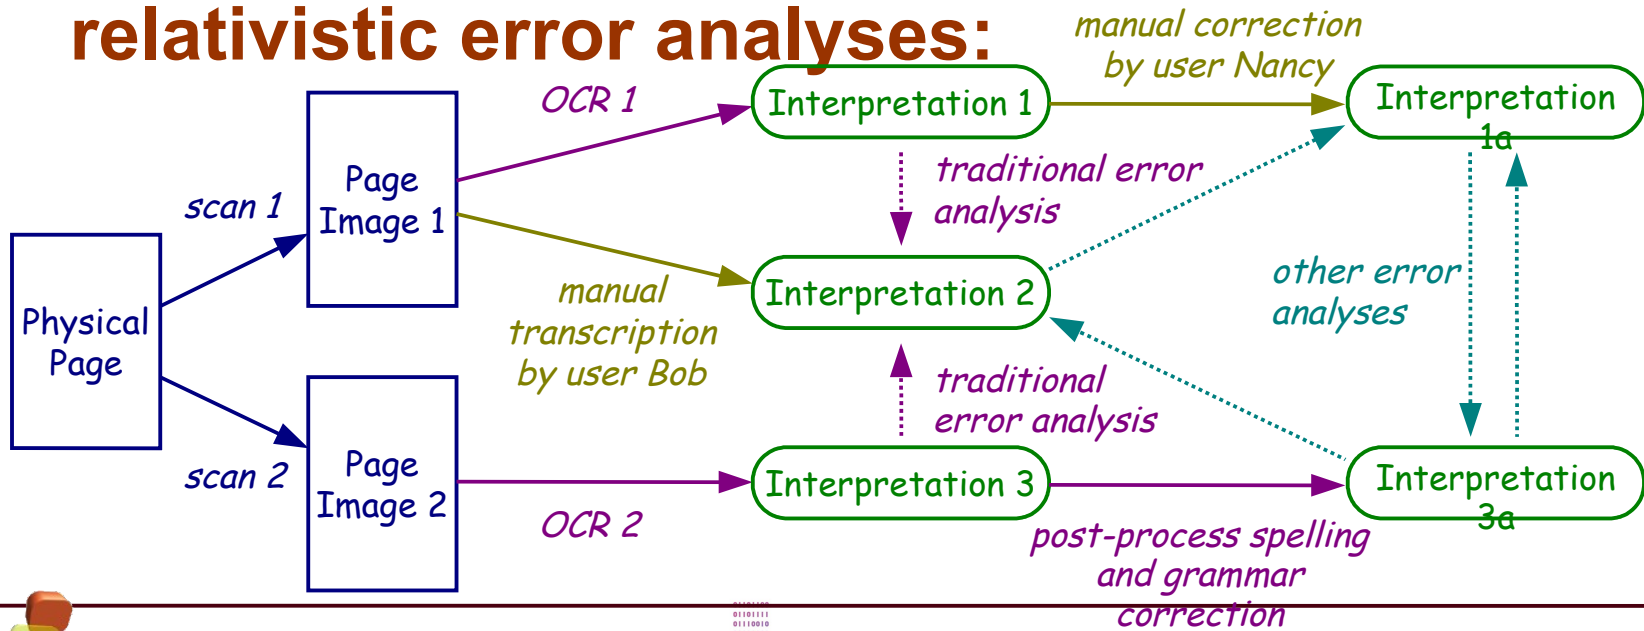 relativistic error analyses:
manual correction
by user Nancy
OCR 1
Interpretation 1
Interpretation
1a
Page
Image 1
scan 1
traditional error
analysis
Physical
Page
manual
transcription
by user Bob
Interpretation 2
other error
analyses
traditional
error analysis
scan 2
Page
Image 2
OCR 2
Interpretation 3
Interpretation
3a
post-process spelling
and grammar
correction
01101111
01110010